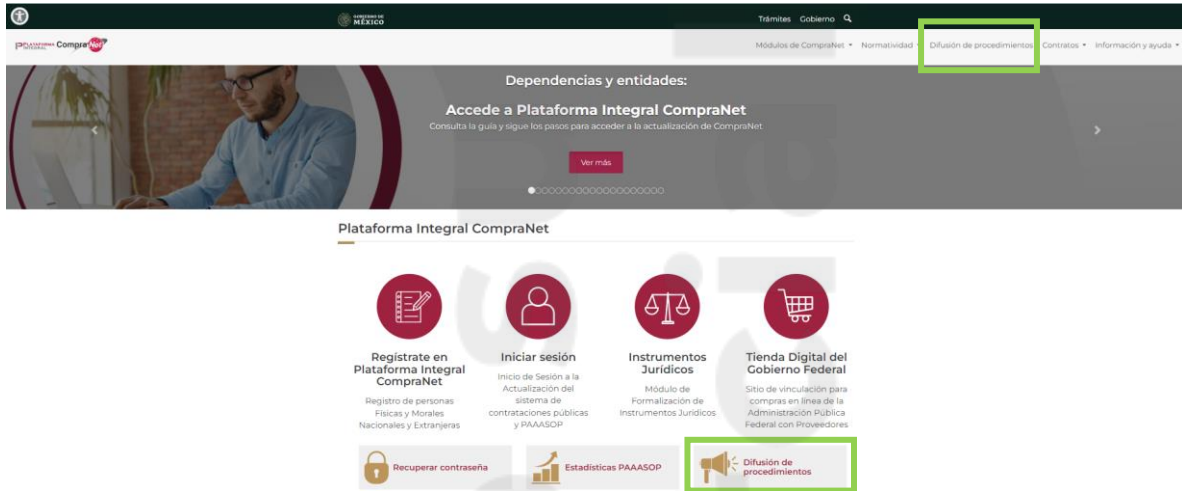 GOBIERNO DE
MÉXICO
Trámites Gobierno
PLATAFORMA
INTEGRAL
CompraNet
Módulos de CompraNet Normatividad Difusión de procedimientos Contratos Información y ayuda
Dependencias y entidades:
Accede a Plataforma Integral CompraNet
Consulta la guía y sigue los pasos para acceder a la actualización de CompraNet
Ver más
Plataforma Integral CompraNet
Regístrate en
Plataforma Integral
CompraNet
Registro de personas
Físicas y Morales
Nacionales y Extranjeras
Iniciar sesión
Inicio de Sesión a la
Actualización del
sistema de
contrataciones públicas
y PAAASOP
Instrumentos
Jurídicos
Módulo de
Formalización de
Instrumentos Jurídicos
Tienda Digital del
Gobierno Federal
Sitio de vinculación para
compras en línea de la
Administración Pública
Federal con Proveedores
Recuperar contraseña
Estadísticas PAAASOP
Difusión de
procedimientos